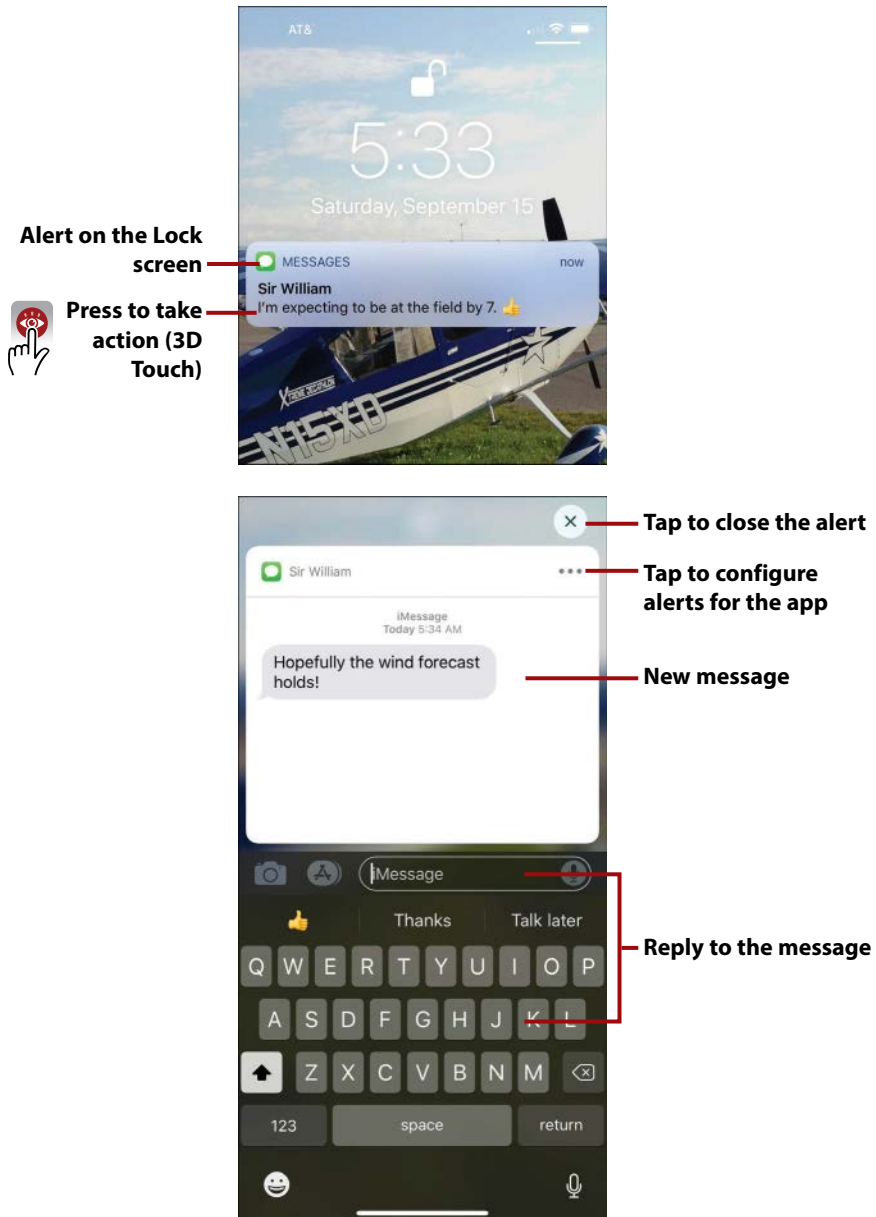 AT&
5:33
Saturday, September 15
Alert on the Lock
screen
MESSAGES
now
Sir William
I'm expecting to be at the field by 7. 👍
Press to take
action (3D
Touch)
XTREME DECATHLON
N15XD
Tap to close the alert
Sir William
Tap to configure
alerts for the app
iMessage
Today 5:34 AM
Hopefully the wind forecast
holds!
New message
iMessage
👍 Thanks Talk later
Reply to the message
Q W E R T Y U I O P
A S D F G H J K L
Z X C V B N M
123 space return